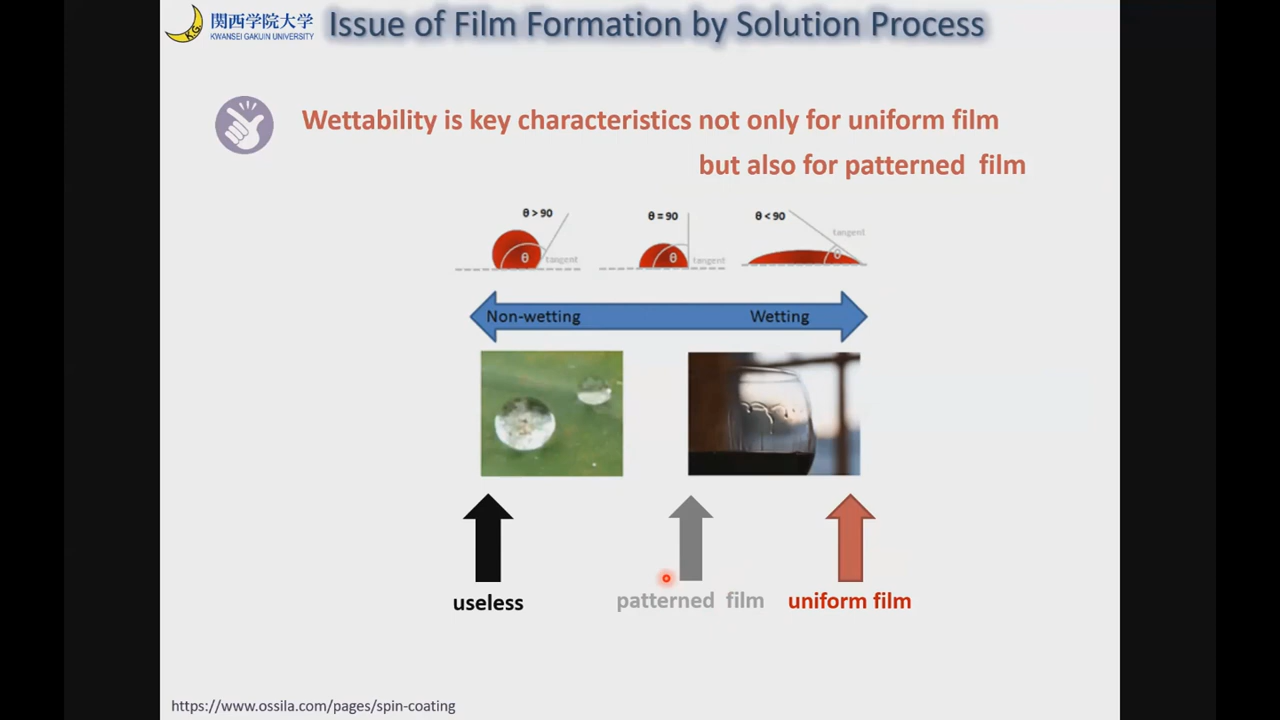 関西学院大学
KWANSEI GAKUIN UNIVERSITY
Issue of Film Formation by Solution Process
Wettability is key characteristics not only for uniform film
but also for patterned film
θ > 90
θ = 90
θ < 90
tangent
θ
tangent
θ
tangent
θ
Non-wetting
Wetting
useless
patterned film
uniform film
https://www.ossila.com/pages/spin-coating